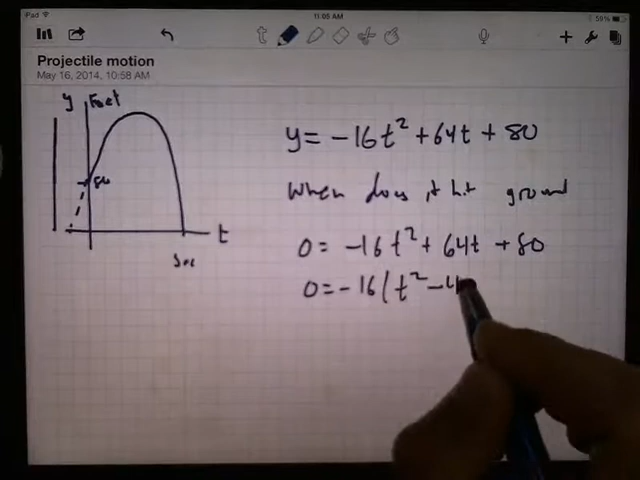 iPad 11:05 AM 59%
Projectile motion
May 16, 2014, 10:58 AM
y Feet
80
t
Sec
y = -16t² + 64t + 80
When does it hit ground
0 = -16t² + 64t + 80
0 = -16(t² - 4